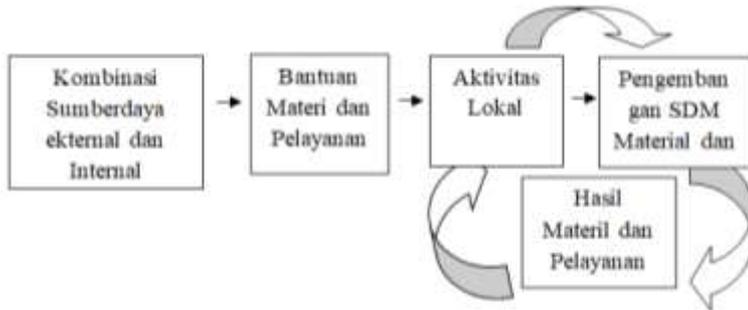 Kombinasi
Sumberdaya
ekternal dan
Internal
Bantuan
Materi dan
Pelayanan
Aktivitas
Lokal
Pengemban
gan SDM
Material dan
Hasil
Materil dan
Pelayanan